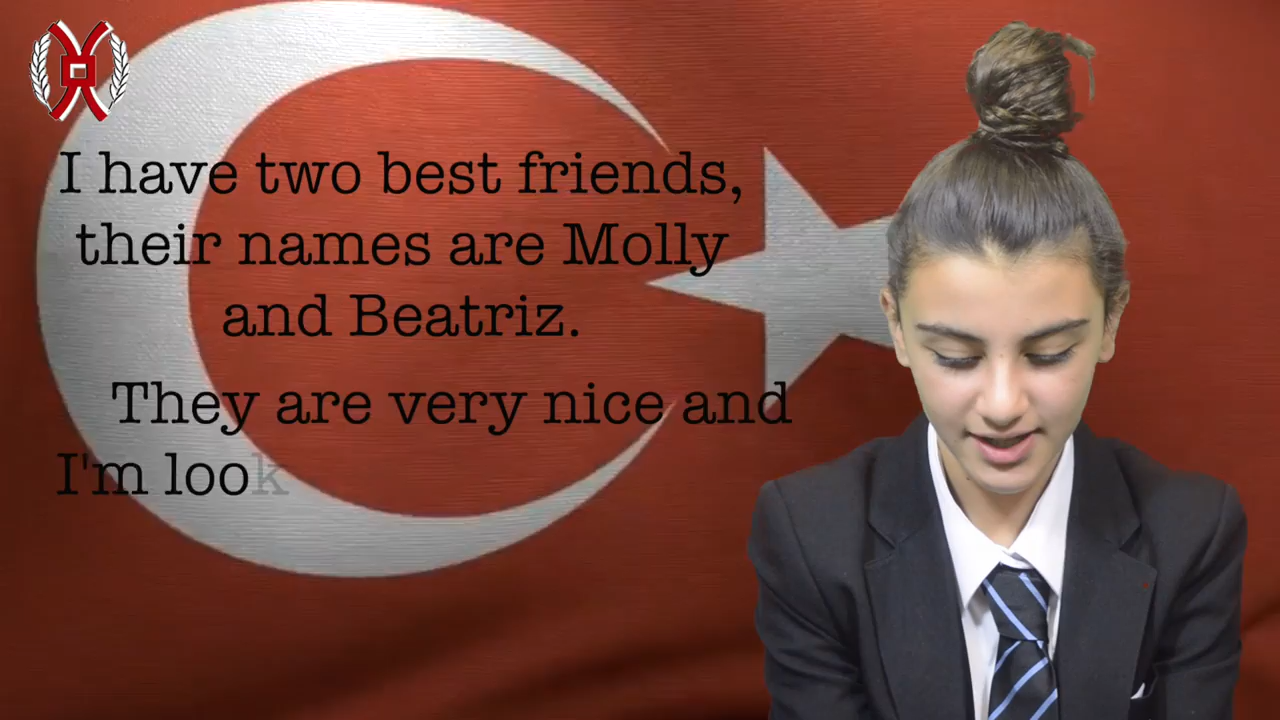 I have two best friends,
their names are Molly
and Beatriz.
They are very nice and
I'm look